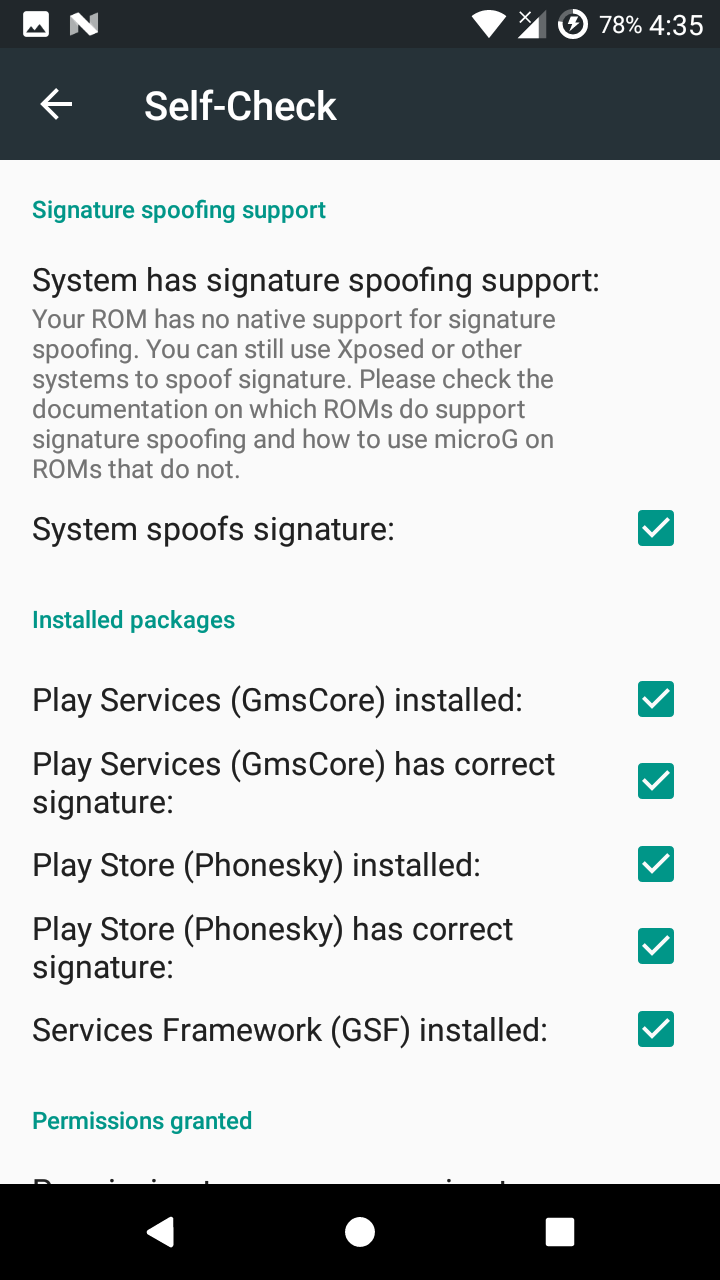 78% 4:35
Self-Check
Signature spoofing support
System has signature spoofing support:
Your ROM has no native support for signature
spoofing. You can still use Xposed or other
systems to spoof signature. Please check the
documentation on which ROMs do support
signature spoofing and how to use microG on
ROMs that do not.
System spoofs signature:
Installed packages
Play Services (GmsCore) installed:
Play Services (GmsCore) has correct
signature:
Play Store (Phonesky) installed:
Play Store (Phonesky) has correct
signature:
Services Framework (GSF) installed:
Permissions granted